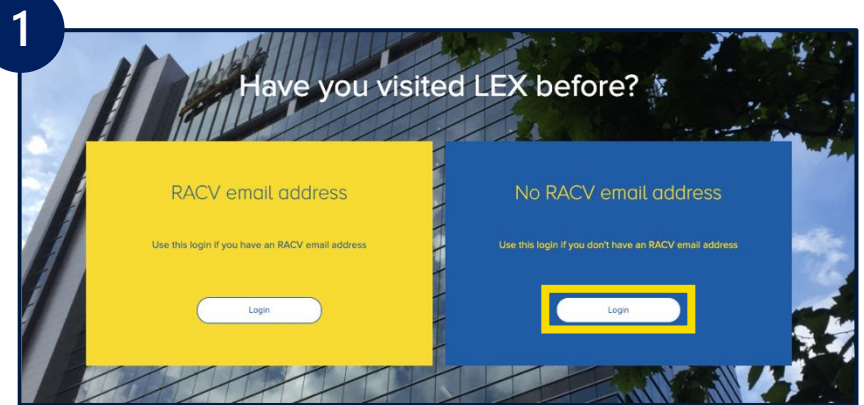 1
Have you visited LEX before?
RACV email address
Use this login if you have an RACV email address
Login
No RACV email address
Use this login if you don't have an RACV email address
Login